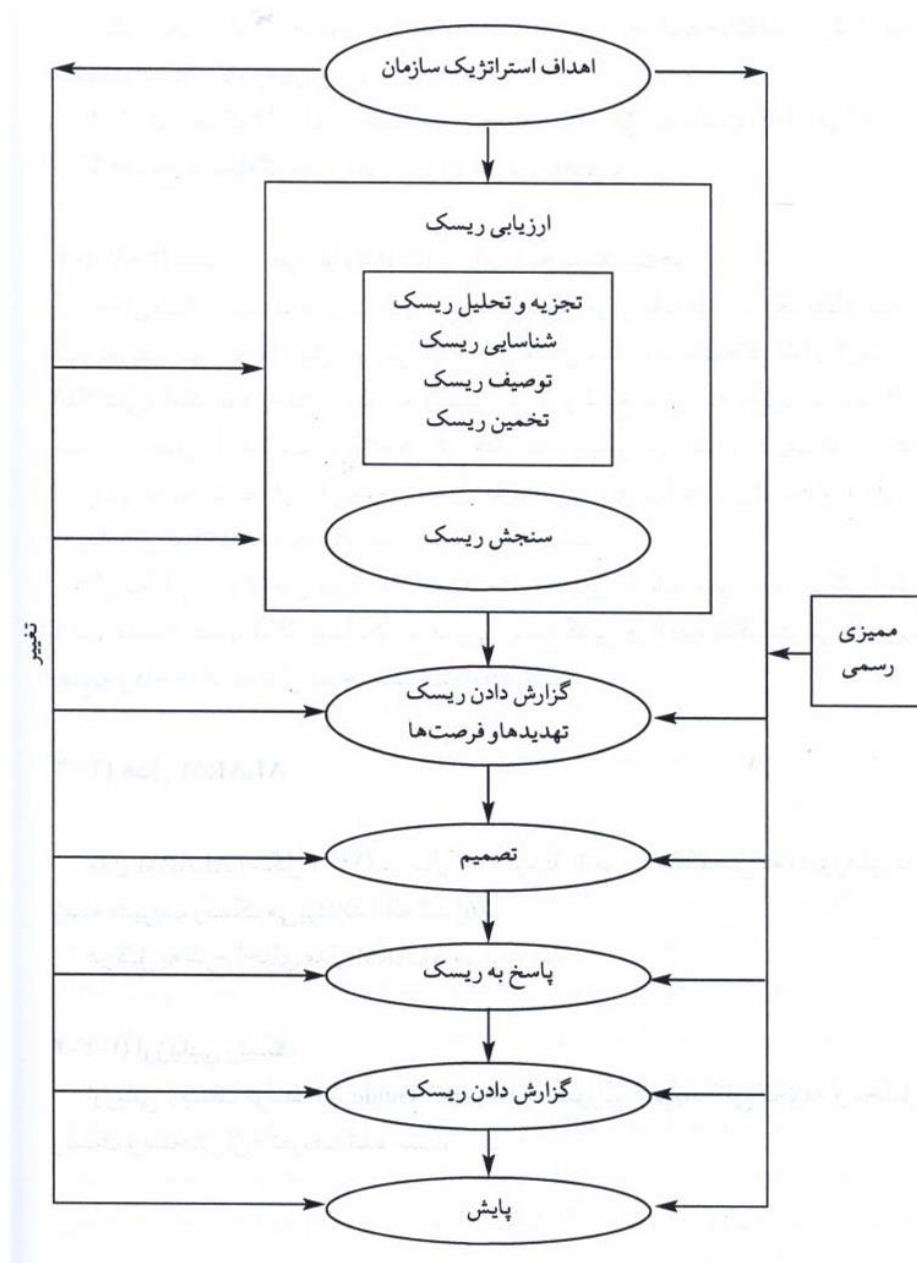 اهداف استراتژیک سازمان
ارزیابی ریسک
تجزیه و تحلیل ریسک
شناسایی ریسک
توصیف ریسک
تخمین ریسک
سنجش ریسک
ممیزی
رسمی
تغییر
گزارش دادن ریسک
تهدیدها و فرصت‌ها
تصمیم
پاسخ به ریسک
گزارش دادن ریسک
پایش